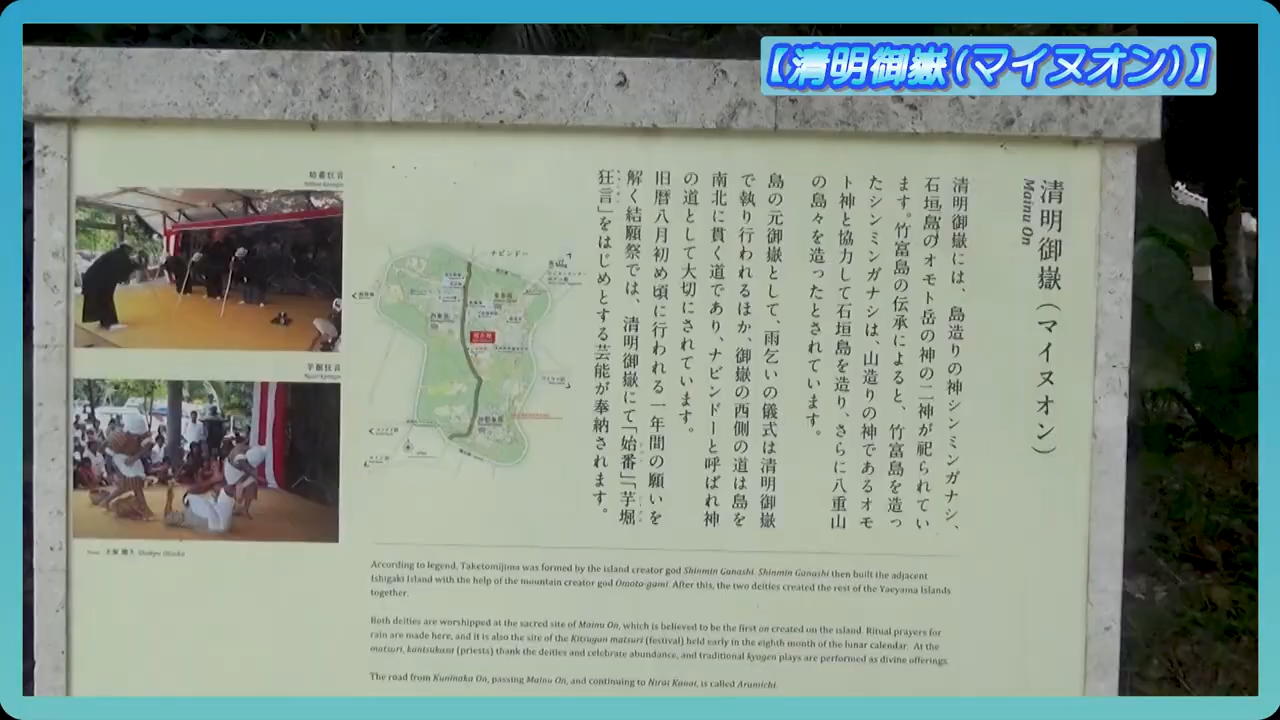 【清明御嶽(マイヌオン)】
清明御嶽(マイヌオン)
Mainu On
清明御嶽には、島造りの神シンミンガナシ、
石垣島のオモト岳の神の二神が祀られてい
ます。竹富島の伝承によると、竹富島を造っ
たシンミンガナシは、山造りの神であるオモ
ト神と協力して石垣島を造り、さらに八重山
の島々を造ったとされています。
島の元御嶽として、雨乞いの儀式は清明御嶽
で執り行われるほか、御嶽の西側の道は島を
南北に貫く道であり、ナビンドーと呼ばれ神
の道として大切にされています。
旧暦八月初め頃に行われる一年間の願いを
解く結願祭では、清明御嶽にて「始番」「芋堀
狂言」をはじめとする芸能が奉納されます。
始番狂言
芋堀狂言
ナビンドー
According to legend, Taketomijima was formed by the island creator god Shinmin Ganashi. Shinmin Ganashi then built the adjacent
Ishigaki Island with the help of the mountain creator god Omoto-gami. After this, the two deities created the rest of the Yaeyama Islands
together.
Both deities are worshipped at the sacred site of Mainu On, which is believed to be the first on created on the island. Ritual prayers for
rain are made here, and it is also the site of the Kitsugan matsuri (festival) held early in the eighth month of the lunar calendar. At the
matsuri, kantsukasa (priests) thank the deities and celebrate abundance, and traditional kyogen plays are performed as divine offerings.
The road from Kuninaka On, passing Mainu On, and continuing to Nirai Kanai, is called Arumichi.